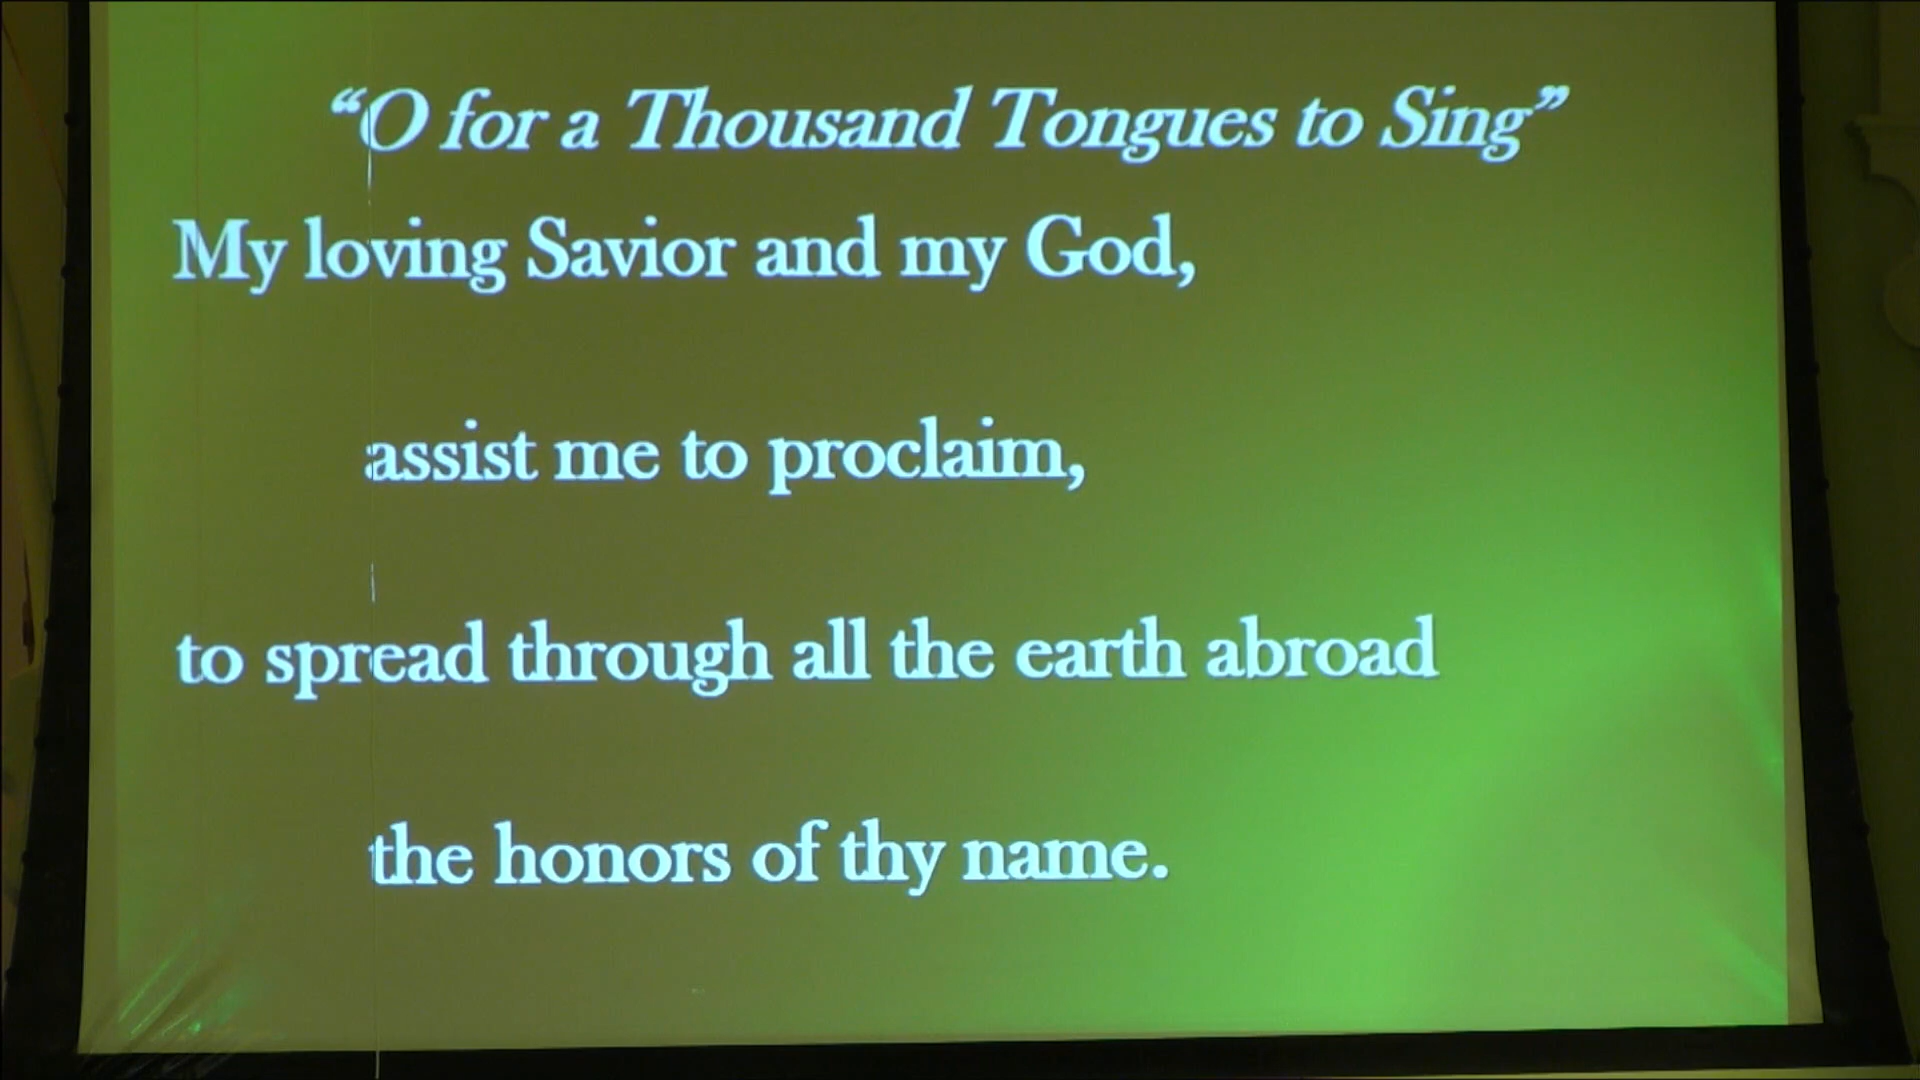 “O for a Thousand Tongues to Sing”
My loving Savior and my God,
assist me to proclaim,
to spread through all the earth abroad
the honors of thy name.